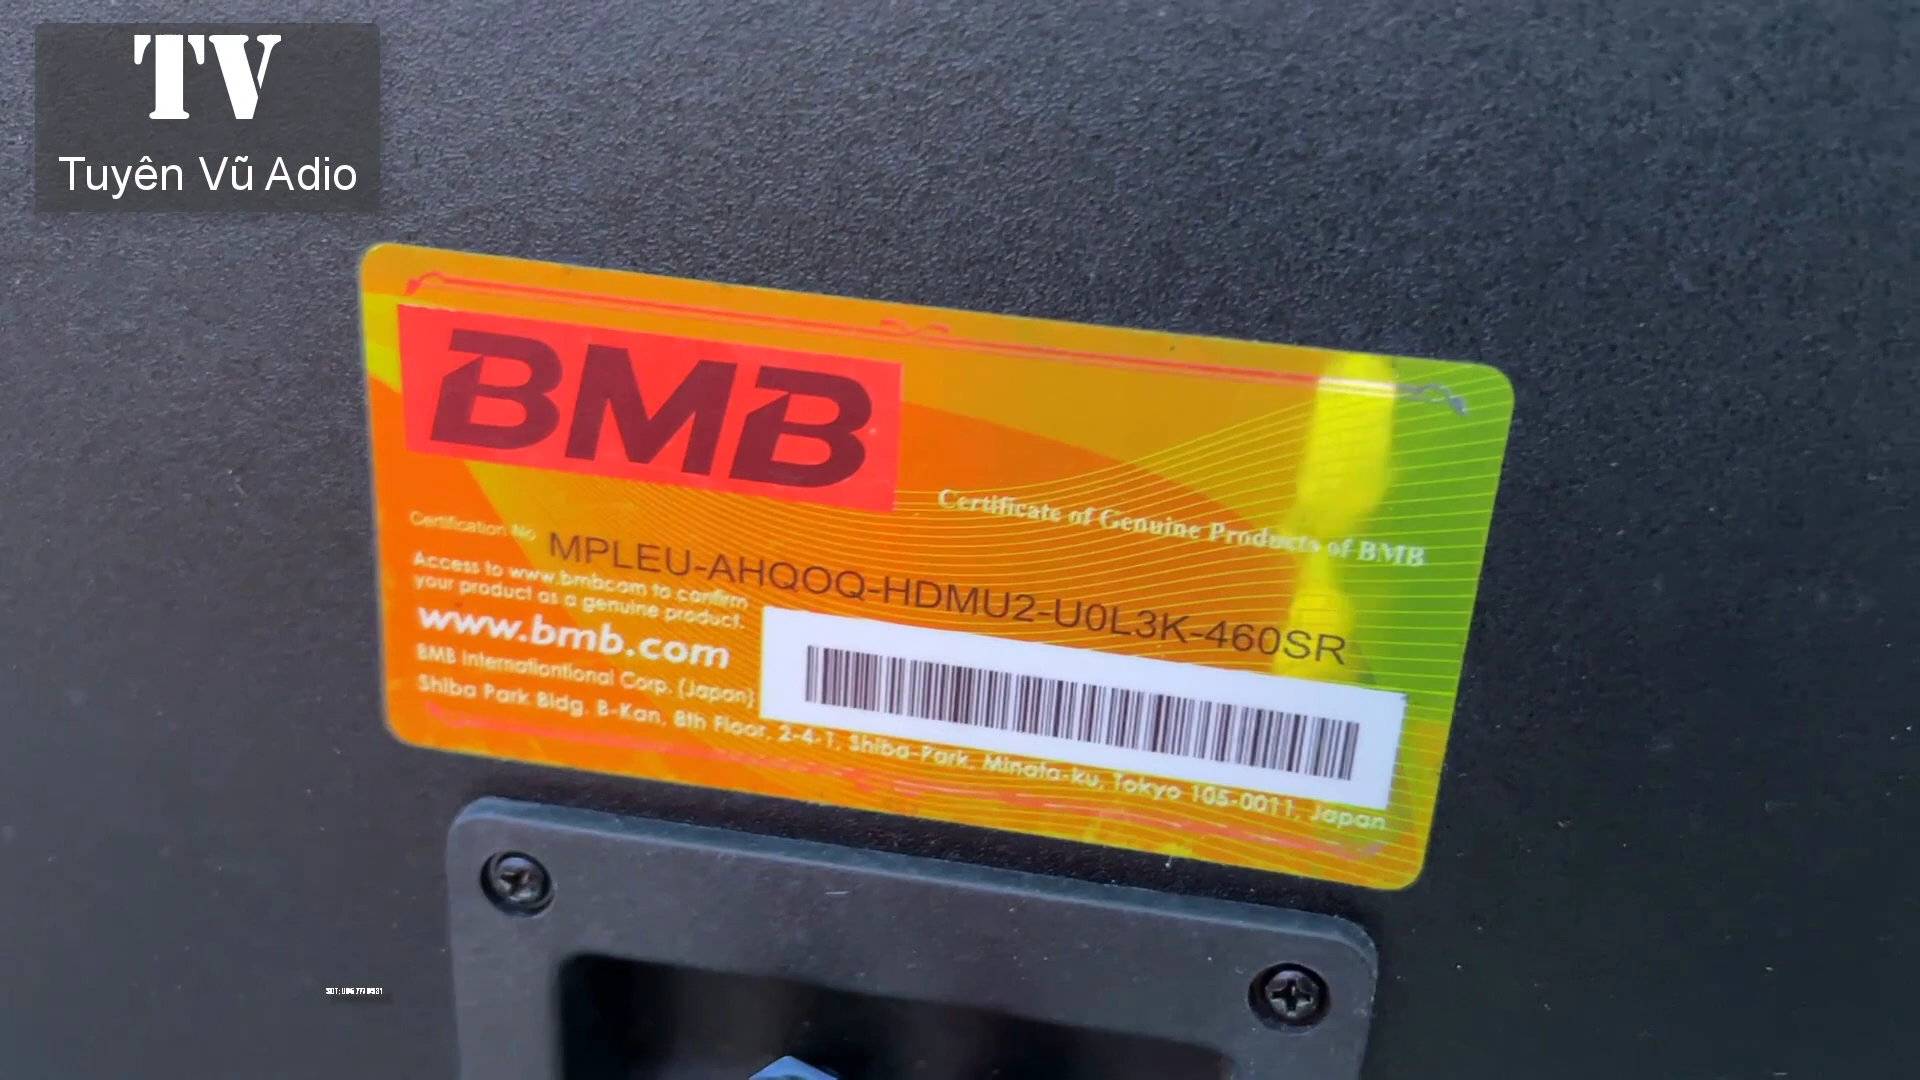 TV
Tuyên Vũ Adio
BMB
Certificate of Genuine Products of BMB
Certification No
MPLEU-AHQOQ-HDMU2-U0L3K-460SR
Access to www.bmbcom to confirm
your product as a genuine product.
www.bmb.com
BMB Internationtional Corp. (Japan)
Shiba Park Bldg. B-Kan, 8th Floor, 2-4-1, Shiba-Park, Minata-ku, Tokyo 105-0011, Japan